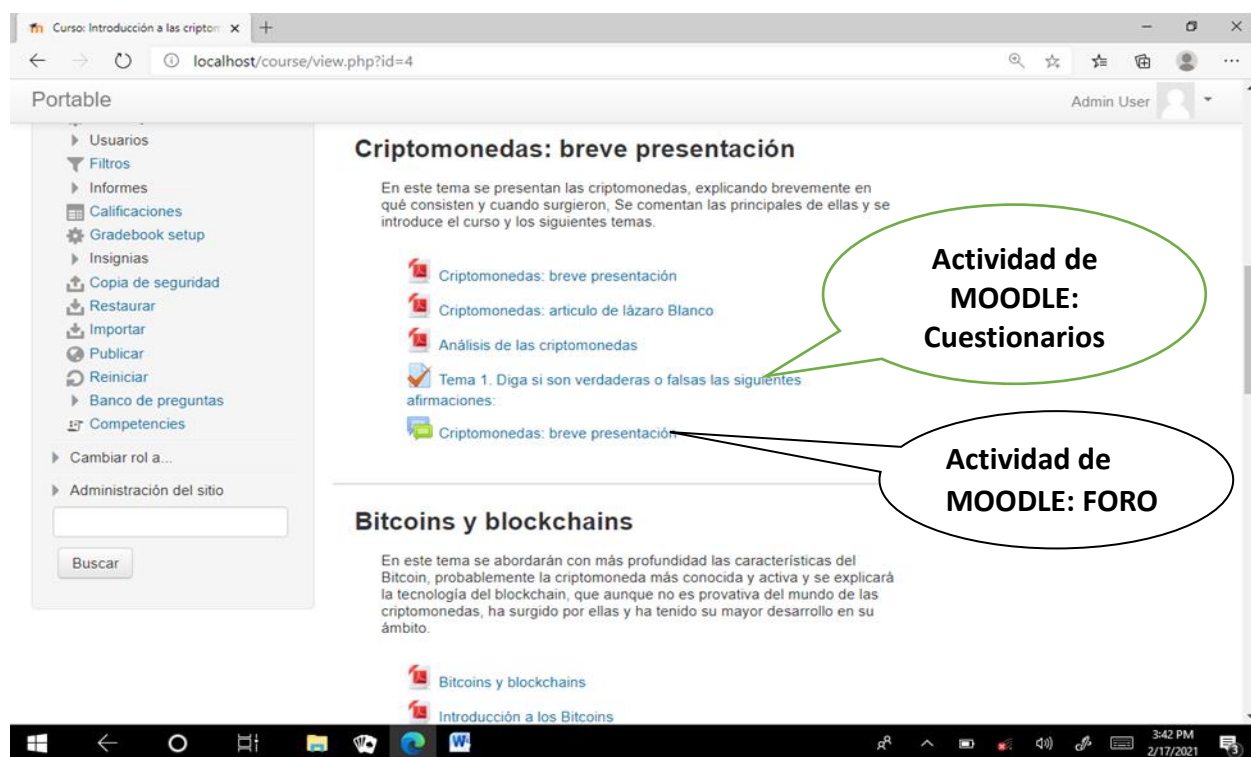 Curso: Introducción a las criptom
localhost/course/view.php?id=4
Portable
Admin User
Usuarios
Filtros
Informes
Calificaciones
Gradebook setup
Insignias
Copia de seguridad
Restaurar
Importar
Publicar
Reiniciar
Banco de preguntas
Competencies
Cambiar rol a...
Administración del sitio
Buscar
Criptomonedas: breve presentación
En este tema se presentan las criptomonedas, explicando brevemente en
qué consisten y cuando surgieron, Se comentan las principales de ellas y se
introduce el curso y los siguientes temas.
Criptomonedas: breve presentación
Criptomonedas: articulo de lázaro Blanco
Análisis de las criptomonedas
Tema 1. Diga si son verdaderas o falsas las siguientes
afirmaciones:
Criptomonedas: breve presentación
Actividad de
MOODLE:
Cuestionarios
Actividad de
MOODLE: FORO
Bitcoins y blockchains
En este tema se abordarán con más profundidad las características del
Bitcoin, probablemente la criptomoneda más conocida y activa y se explicará
la tecnología del blockchain, que aunque no es provativa del mundo de las
criptomonedas, ha surgido por ellas y ha tenido su mayor desarrollo en su
ámbito.
Bitcoins y blockchains
Introducción a los Bitcoins
3:42 PM
2/17/2021